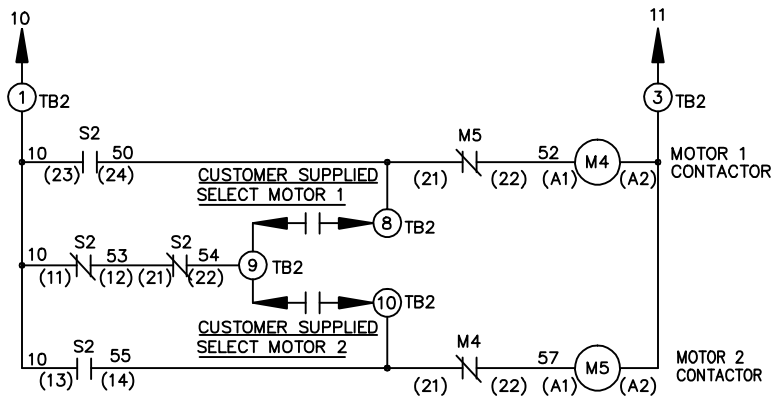 10 11
1 TB2 3 TB2
S2 M5
10 50 52 M4 MOTOR 1
(23) (24) (21) (22) (A1) (A2) CONTACTOR
CUSTOMER SUPPLIED
SELECT MOTOR 1
8 TB2
S2 S2
10 53 54
(11) (12) (21) (22) 9 TB2
10 TB2
CUSTOMER SUPPLIED
SELECT MOTOR 2
S2 M4
10 55 57 M5 MOTOR 2
(13) (14) (21) (22) (A1) (A2) CONTACTOR